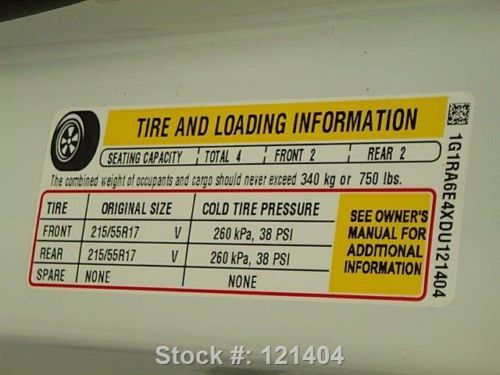 TIRE AND LOADING INFORMATION
SEATING CAPACITY TOTAL 4 FRONT 2 REAR 2
The combined weight of occupants and cargo should never exceed 340 kg or 750 lbs.
TIRE ORIGINAL SIZE COLD TIRE PRESSURE
FRONT 215/55R17 V 260 kPa, 38 PSI
REAR 215/55R17 V 260 kPa, 38 PSI
SPARE NONE NONE
SEE OWNER'S
MANUAL FOR
ADDITIONAL
INFORMATION
1G1RA6E4XDU121404
Stock #: 121404